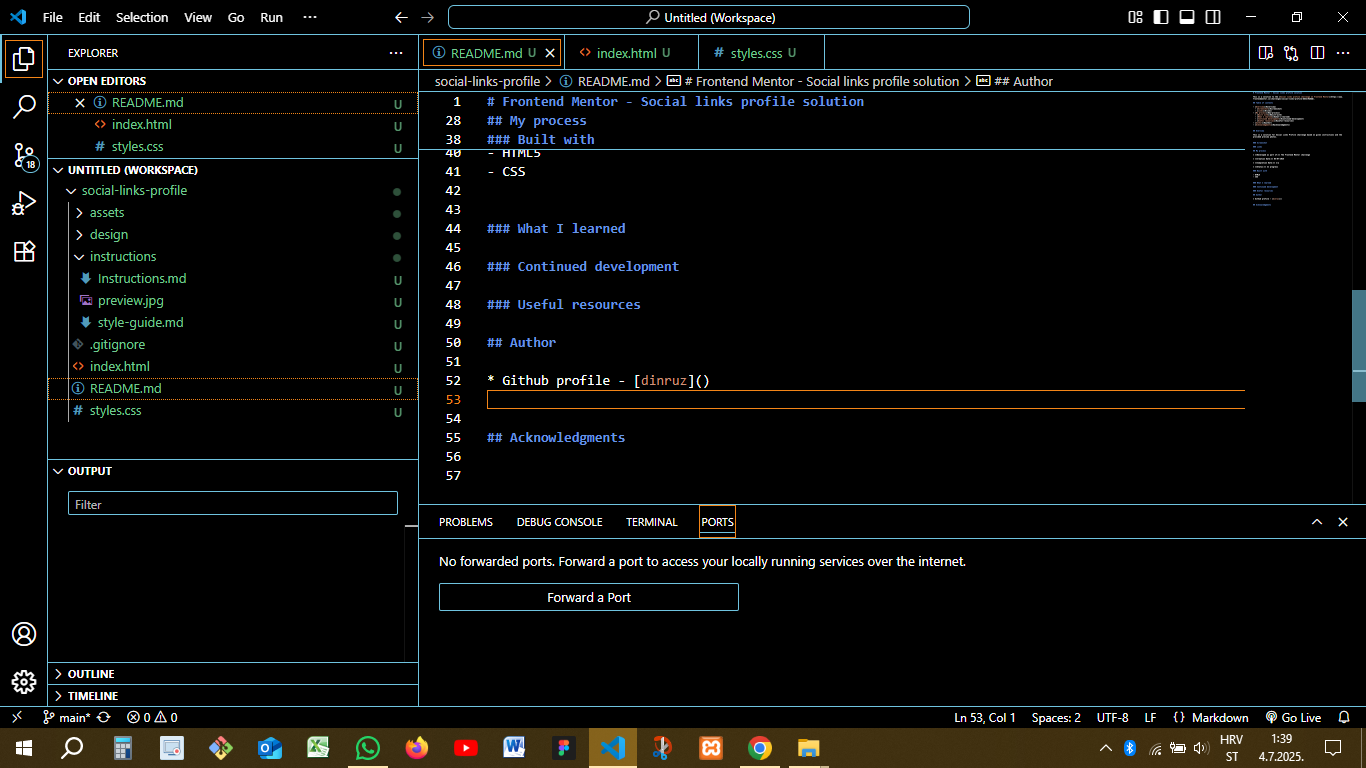 File Edit Selection View Go Run ··· Untitled (Workspace)
EXPLORER ···
OPEN EDITORS
README.md U
index.html U
# styles.css U
UNTITLED (WORKSPACE)
social-links-profile
assets
design
instructions
Instructions.md U
preview.jpg U
style-guide.md U
.gitignore U
index.html U
README.md U
# styles.css U
OUTPUT
Filter
OUTLINE
TIMELINE
18
README.md U index.html U # styles.css U
social-links-profile > README.md > # Frontend Mentor - Social links profile solution > ## Author
1 # Frontend Mentor - Social links profile solution
28 ## My process
38 ### Built with
40 - HTML5
41 - CSS
42
43
44 ### What I learned
45
46 ### Continued development
47
48 ### Useful resources
49
50 ## Author
51
52 * Github profile - [dinruz]()
53
54
55 ## Acknowledgments
56
57
PROBLEMS DEBUG CONSOLE TERMINAL PORTS
No forwarded ports. Forward a port to access your locally running services over the internet.
Forward a Port
main* 0 0 Ln 53, Col 1 Spaces: 2 UTF-8 LF {} Markdown Go Live
HRV 1:39
ST 4.7.2025.